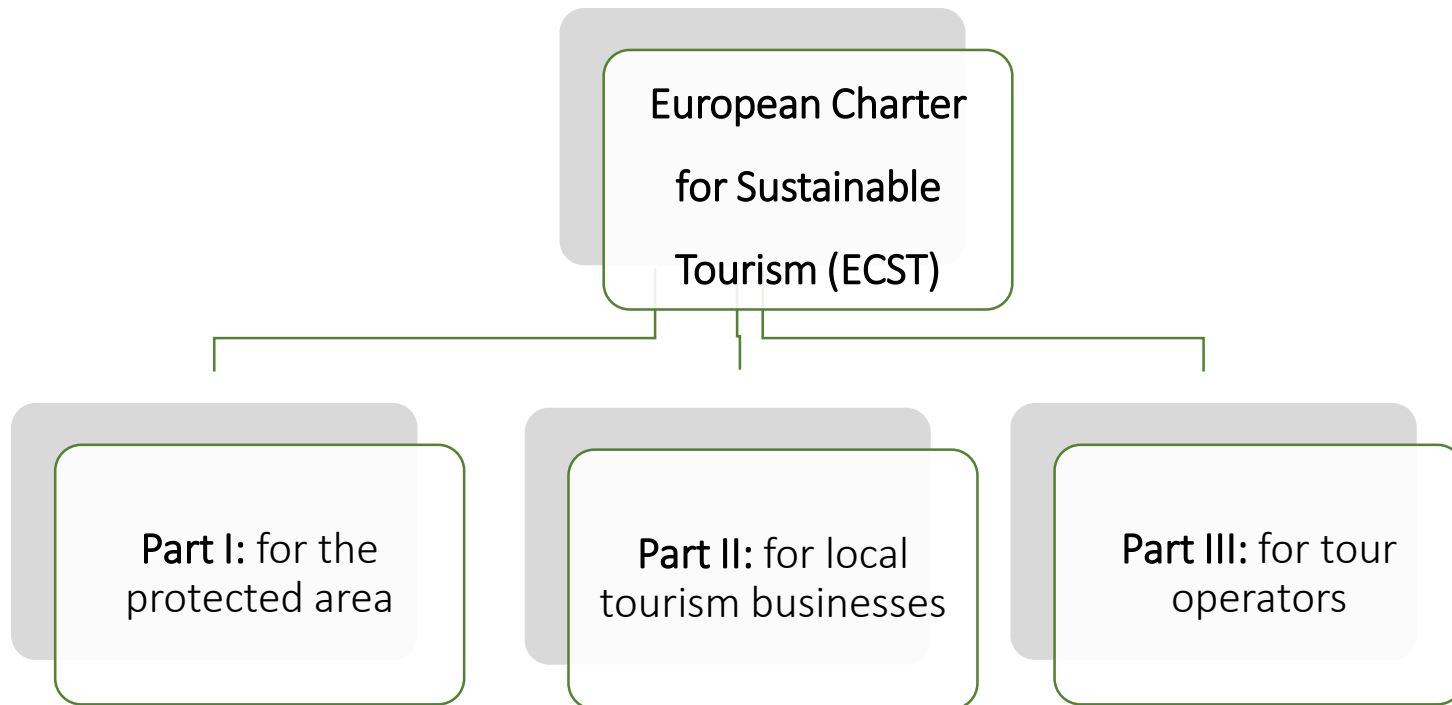 European Charter
for Sustainable
Tourism (ECST)
Part I: for the
protected area
Part II: for local
tourism businesses
Part III: for tour
operators